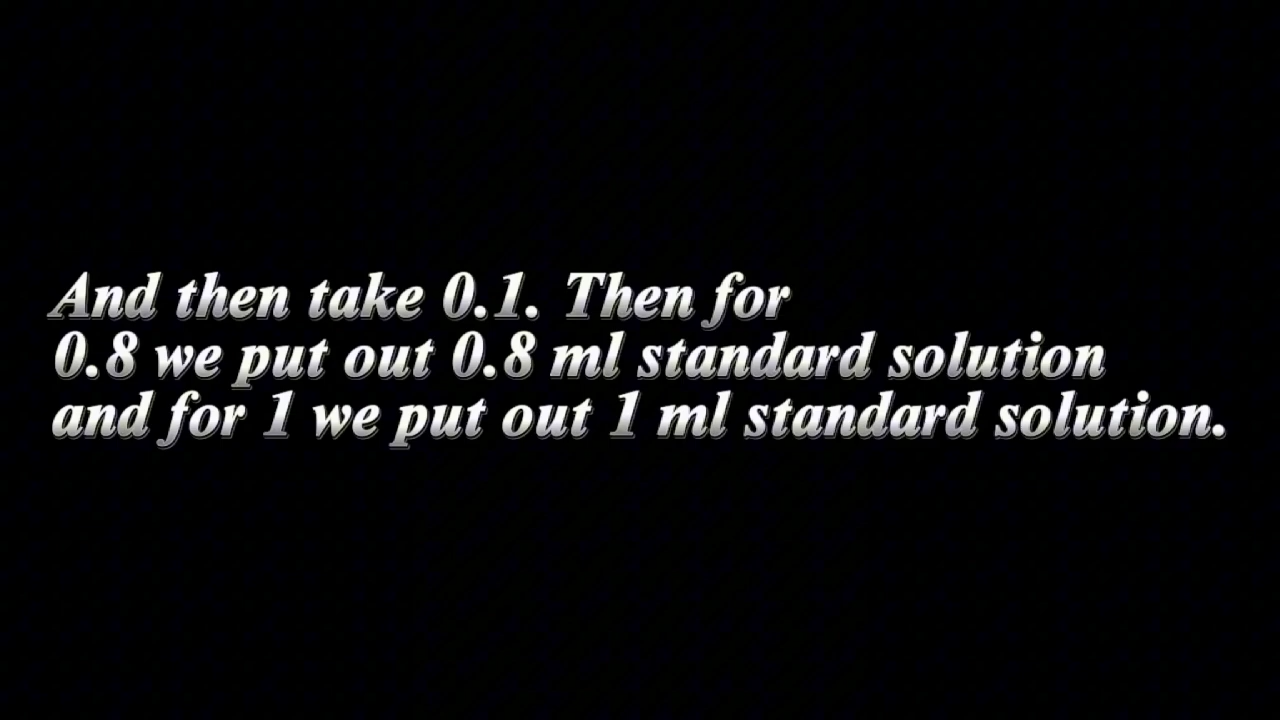 And then take 0.1. Then for
0.8 we put out 0.8 ml standard solution
and for 1 we put out 1 ml standard solution.